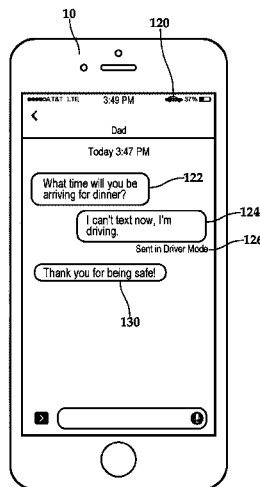 10
120
AT&T LTE 3:49 PM 37%
Dad
Today 3:47 PM
What time will you be
arriving for dinner?
122
I can't text now, I'm
driving.
124
Sent in Driver Mode
126
Thank you for being safe!
130